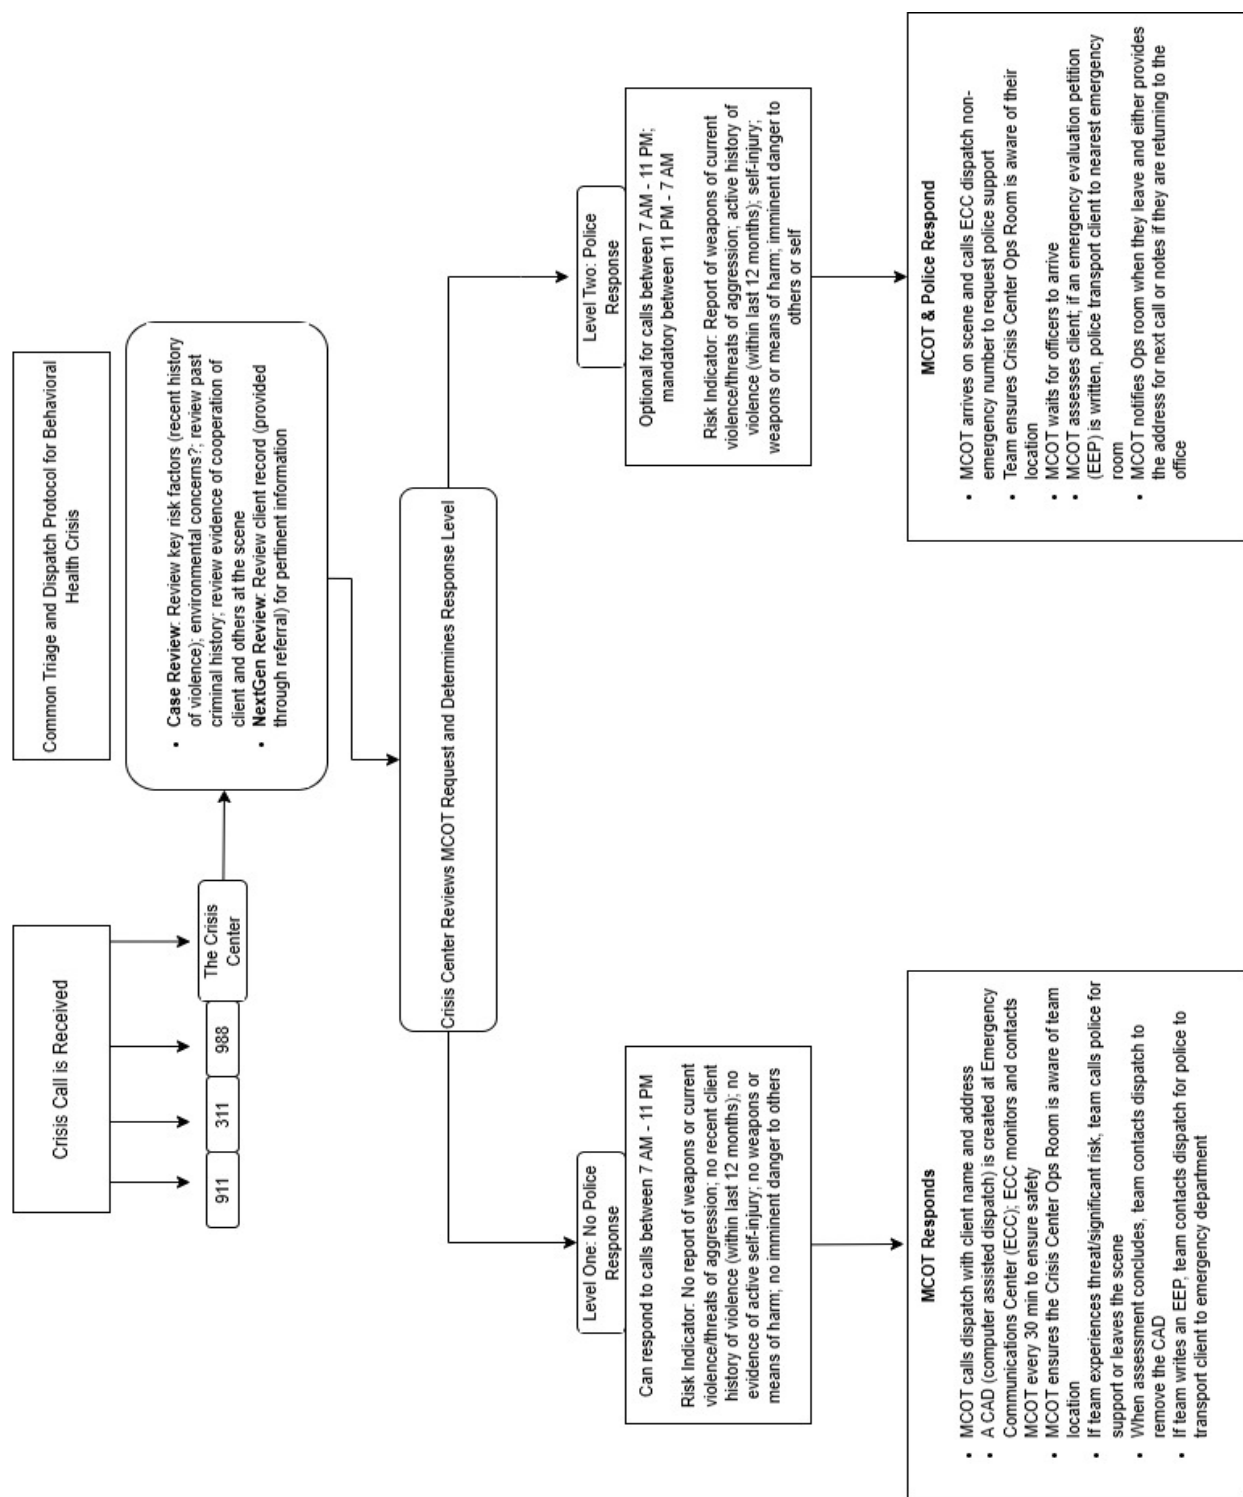 Crisis Call is Received
911
311
988
The Crisis
Center
Common Triage and Dispatch Protocol for Behavioral
Health Crisis
• Case Review: Review key risk factors (recent history
of violence); environmental concerns?; review past
criminal history; review evidence of cooperation of
client and others at the scene
• NextGen Review: Review client record (provided
through referral) for pertinent information
Crisis Center Reviews MCOT Request and Determines Response Level
Level One: No Police
Response
Can respond to calls between 7 AM - 11 PM
Risk Indicator: No report of weapons or current
violence/threats of aggression; no recent client
history of violence (within last 12 months); no
evidence of active self-injury; no weapons or
means of harm; no imminent danger to others
MCOT Responds
• MCOT calls dispatch with client name and address
• A CAD (computer assisted dispatch) is created at Emergency
Communications Center (ECC); ECC monitors and contacts
MCOT every 30 min to ensure safety
• MCOT ensures the Crisis Center Ops Room is aware of team
location
• If team experiences threat/significant risk, team calls police for
support or leaves the scene
• When assessment concludes, team contacts dispatch to
remove the CAD
• If team writes an EEP, team contacts dispatch for police to
transport client to emergency department
Level Two: Police
Response
Optional for calls between 7 AM - 11 PM;
mandatory between 11 PM - 7 AM
Risk Indicator: Report of weapons of current
violence/threats of aggression; active history of
violence (within last 12 months); self-injury;
weapons or means of harm; imminent danger to
others or self
MCOT & Police Respond
• MCOT arrives on scene and calls ECC dispatch non-
emergency number to request police support
• Team ensures Crisis Center Ops Room is aware of their
location
• MCOT waits for officers to arrive
• MCOT assesses client; if an emergency evaluation petition
(EEP) is written, police transport client to nearest emergency
room
• MCOT notifies Ops room when they leave and either provides
the address for next call or notes if they are returning to the
office